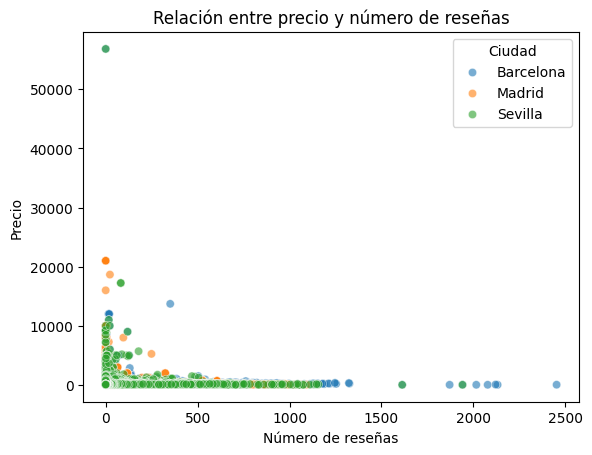 Relación entre precio y número de reseñas
Ciudad
Barcelona
Madrid
Sevilla
Precio
50000
40000
30000
20000
10000
0
0
500
1000
1500
2000
2500
Número de reseñas